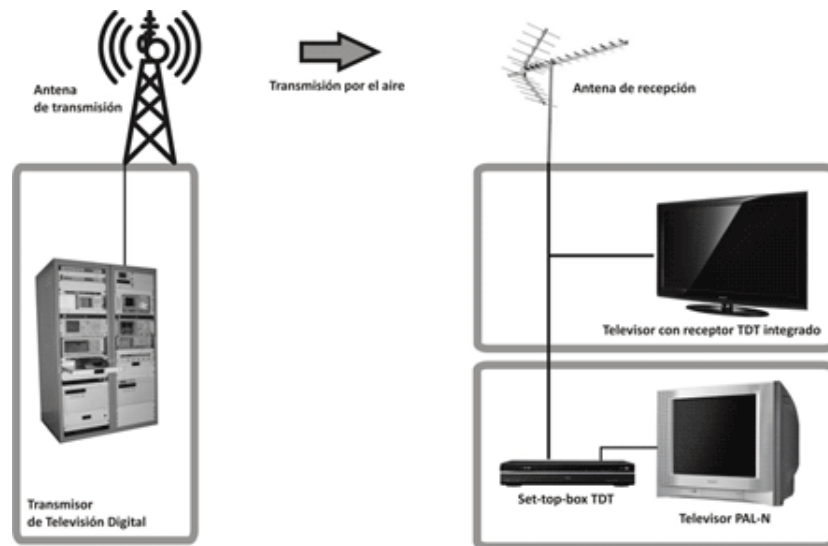 Antena
de transmisión
Transmisión por el aire
Antena de recepción
Televisor con receptor TDT integrado
Set-top-box TDT
Televisor PAL-N
Transmisor
de Televisión Digital